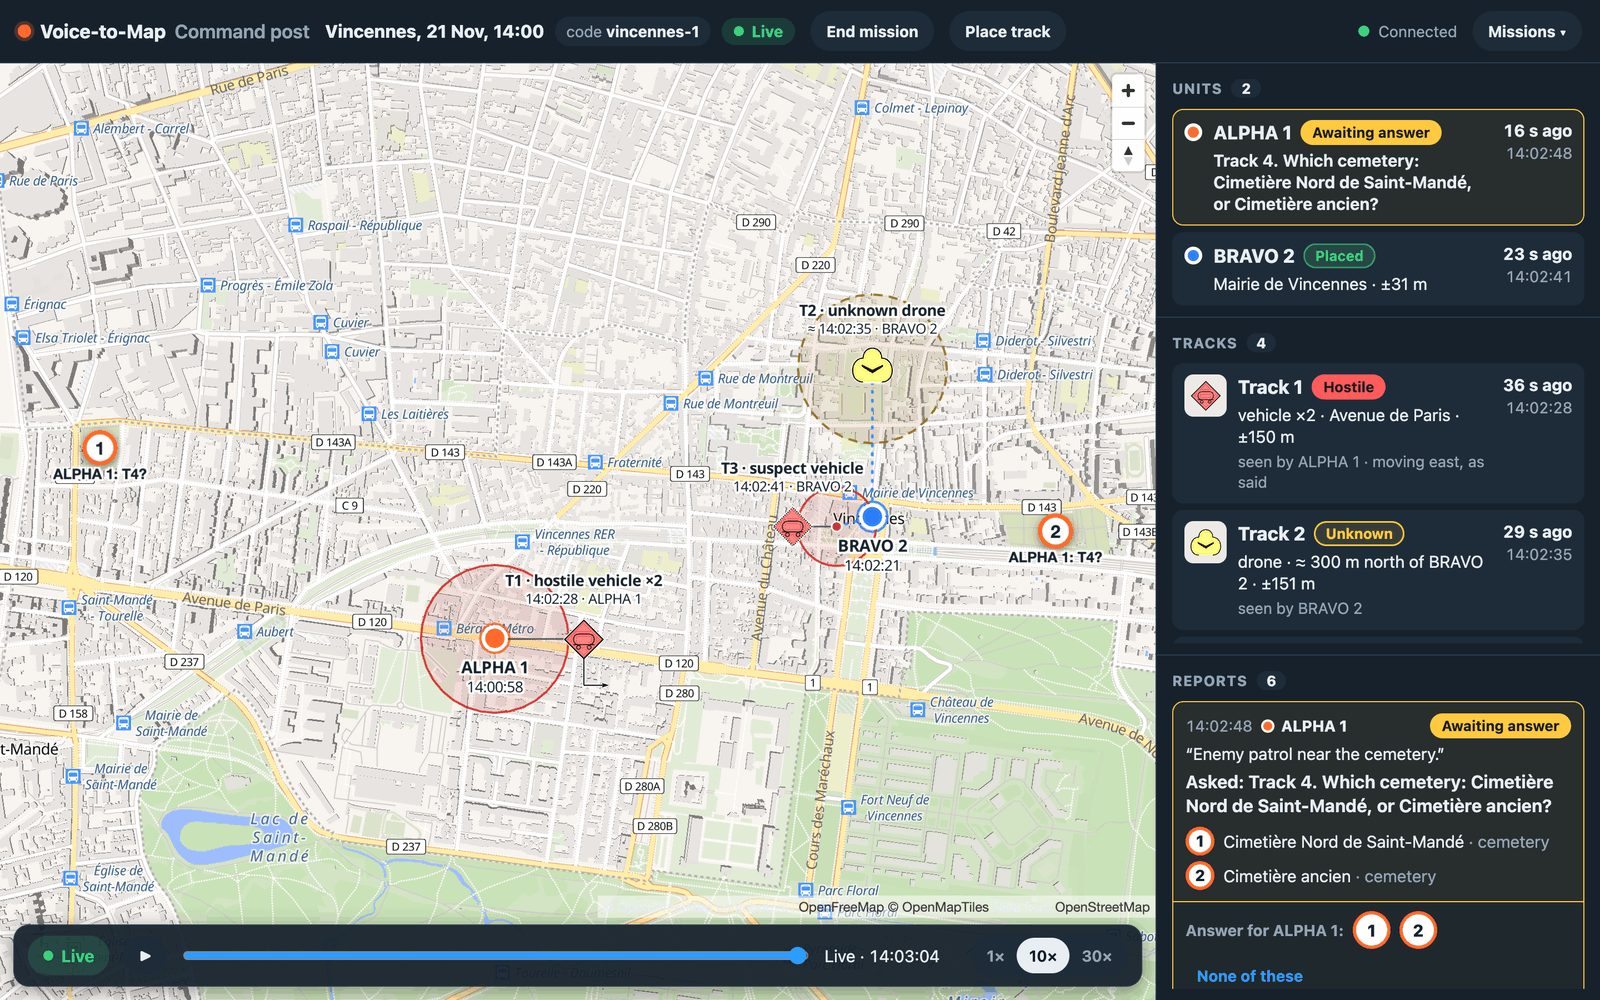 Voice-to-Map Command post Vincennes, 21 Nov, 14:00 code vincennes-1 Live End mission Place track Connected Missions ▾
Rue de Paris
Alembert - Carrel
Rue de Paris
Colmet - Lepinay
Boulevard Jeanne d'Arc
Raspail - République
D 290
D 290
D 42
D 220
Progrès - Émile Zola
Érignac
Elsa Triolet - Érignac
Cuvier
Cuvier
T2 · unknown drone
≈ 14:02:35 · BRAVO 2
Diderot - Silvestri
Diderot - Silvestri
Rue de Montreuil
Rue de Montreuil
Les Laitières
1
ALPHA 1: T4?
D 143A
D 143
D 143A
Fraternité
D 143
D 220
C 9
T3 · suspect vehicle
14:02:41 · BRAVO 2
Mairie de Vincennes
BRAVO 2
14:02:21
D 143
2
ALPHA 1: T4?
Vincennes RER
- République
Avenue du Château
D 120
Saint-Mandé
- Tourelle
Avenue de Paris
Aubert
D 237
D 120
T1 · hostile vehicle ×2
14:02:28 · ALPHA 1
ALPHA 1
14:00:58
D 120
D 280
1
1
Château de
Vincennes
D 158
Mairie de
Saint-Mandé
t-Mandé
Mairie de
Saint-Mandé
Lac de
Saint-
Mandé
D 280A
D 280B
D 237
Cours des Maréchaux
Fort Neuf de
Vincennes
Église de
Saint-Mandé
Parc Floral
OpenFreeMap © OpenMapTiles OpenStreetMap
Live ▶ Live · 14:03:04 1× 10× 30×
UNITS 2
ALPHA 1 Awaiting answer 16 s ago
14:02:48
Track 4. Which cemetery:
Cimetière Nord de Saint-Mandé,
or Cimetière ancien?
BRAVO 2 Placed 23 s ago
Mairie de Vincennes · ±31 m 14:02:41
TRACKS 4
Track 1 Hostile 36 s ago
vehicle ×2 · Avenue de Paris · 14:02:28
±150 m
seen by ALPHA 1 · moving east, as
said
Track 2 Unknown 29 s ago
14:02:35
drone · ≈ 300 m north of BRAVO
2 · ±151 m
seen by BRAVO 2
REPORTS 6
14:02:48 ALPHA 1 Awaiting answer
“Enemy patrol near the cemetery.”
Asked: Track 4. Which cemetery: Cimetière
Nord de Saint-Mandé, or Cimetière ancien?
1 Cimetière Nord de Saint-Mandé · cemetery
2 Cimetière ancien · cemetery
Answer for ALPHA 1: 1 2
None of these